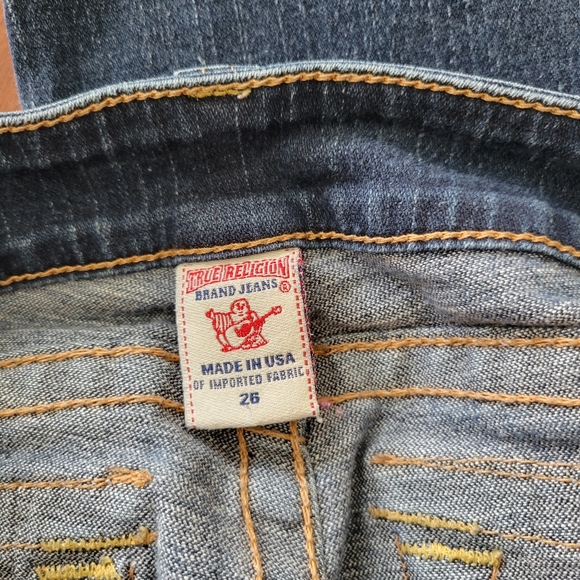 TRUE RELIGION
BRAND JEANS ®
MADE IN USA
OF IMPORTED FABRIC
26